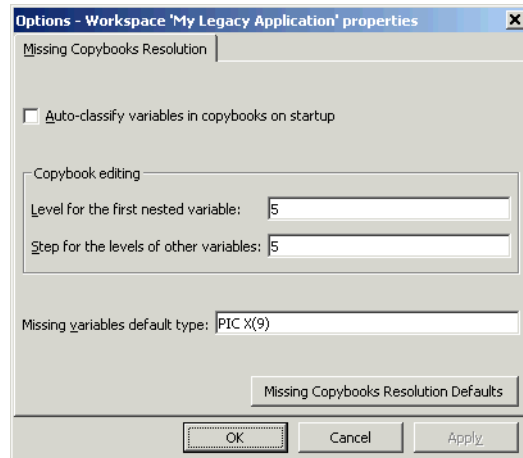 Options - Workspace 'My Legacy Application' properties
Missing Copybooks Resolution
Auto-classify variables in copybooks on startup
Copybook editing
Level for the first nested variable: 5
Step for the levels of other variables: 5
Missing variables default type: PIC X(9)
Missing Copybooks Resolution Defaults
OK Cancel Apply